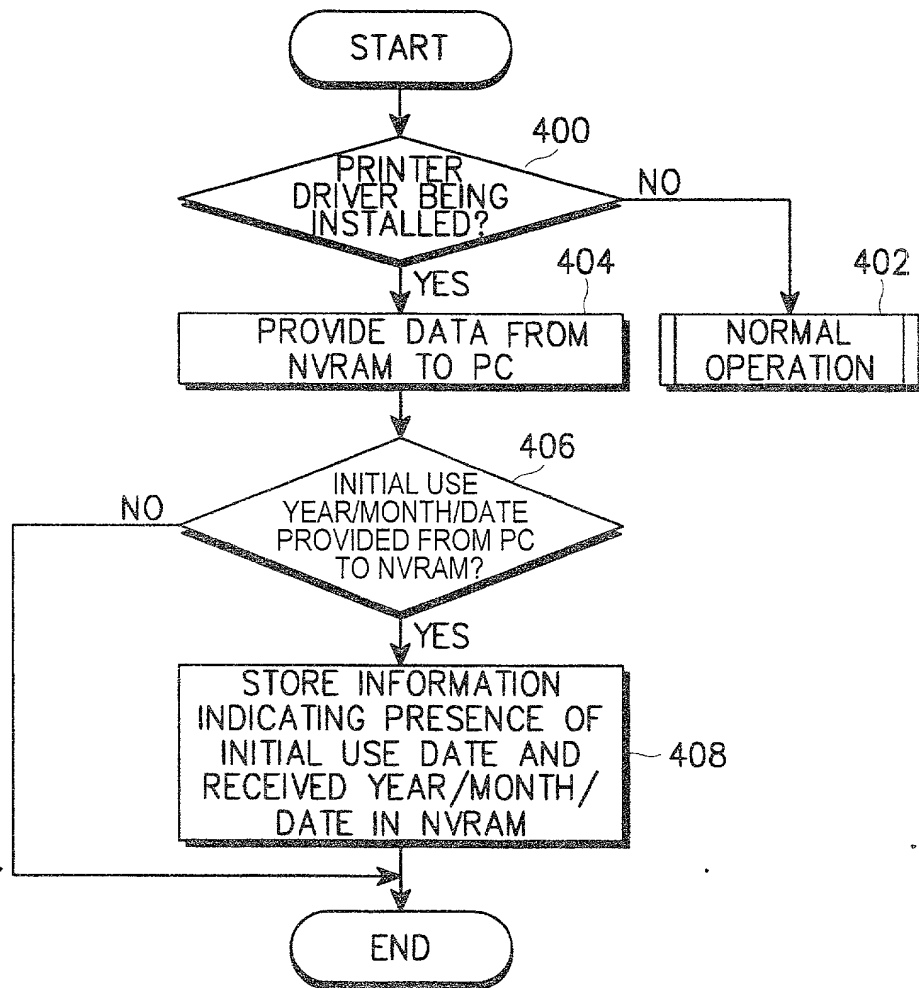 START
400
PRINTER
DRIVER BEING
INSTALLED?
NO
YES
404
402
PROVIDE DATA FROM
NVRAM TO PC
NORMAL
OPERATION
406
INITIAL USE
YEAR/MONTH/DATE
PROVIDED FROM PC
TO NVRAM?
NO
YES
STORE INFORMATION
INDICATING PRESENCE OF
INITIAL USE DATE AND
RECEIVED YEAR/MONTH/
DATE IN NVRAM
408
END